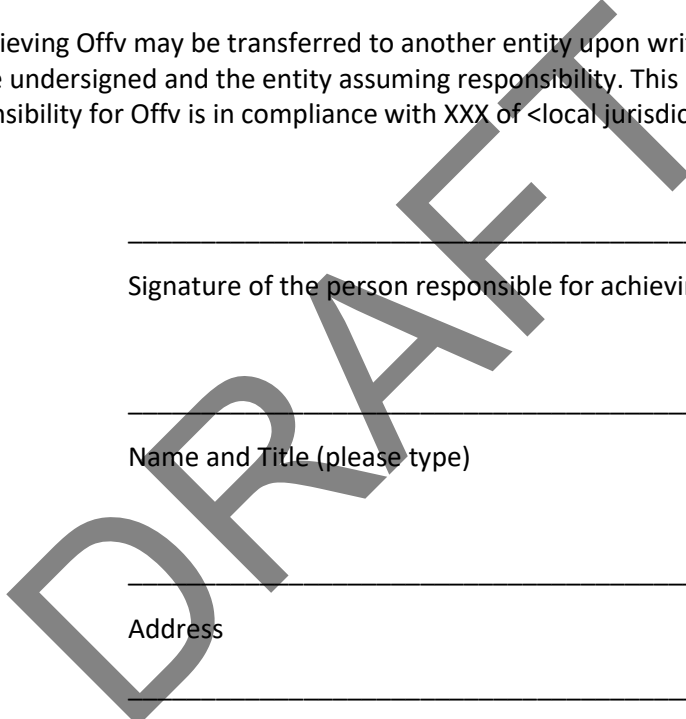 ieving Offv may be transferred to another entity upon writ
e undersigned and the entity assuming responsibility. This
nsibility for Offv is in compliance with XXX of <local jurisdic
Signature of the person responsible for achievi
Name and Title (please type)
Address
DRAFT